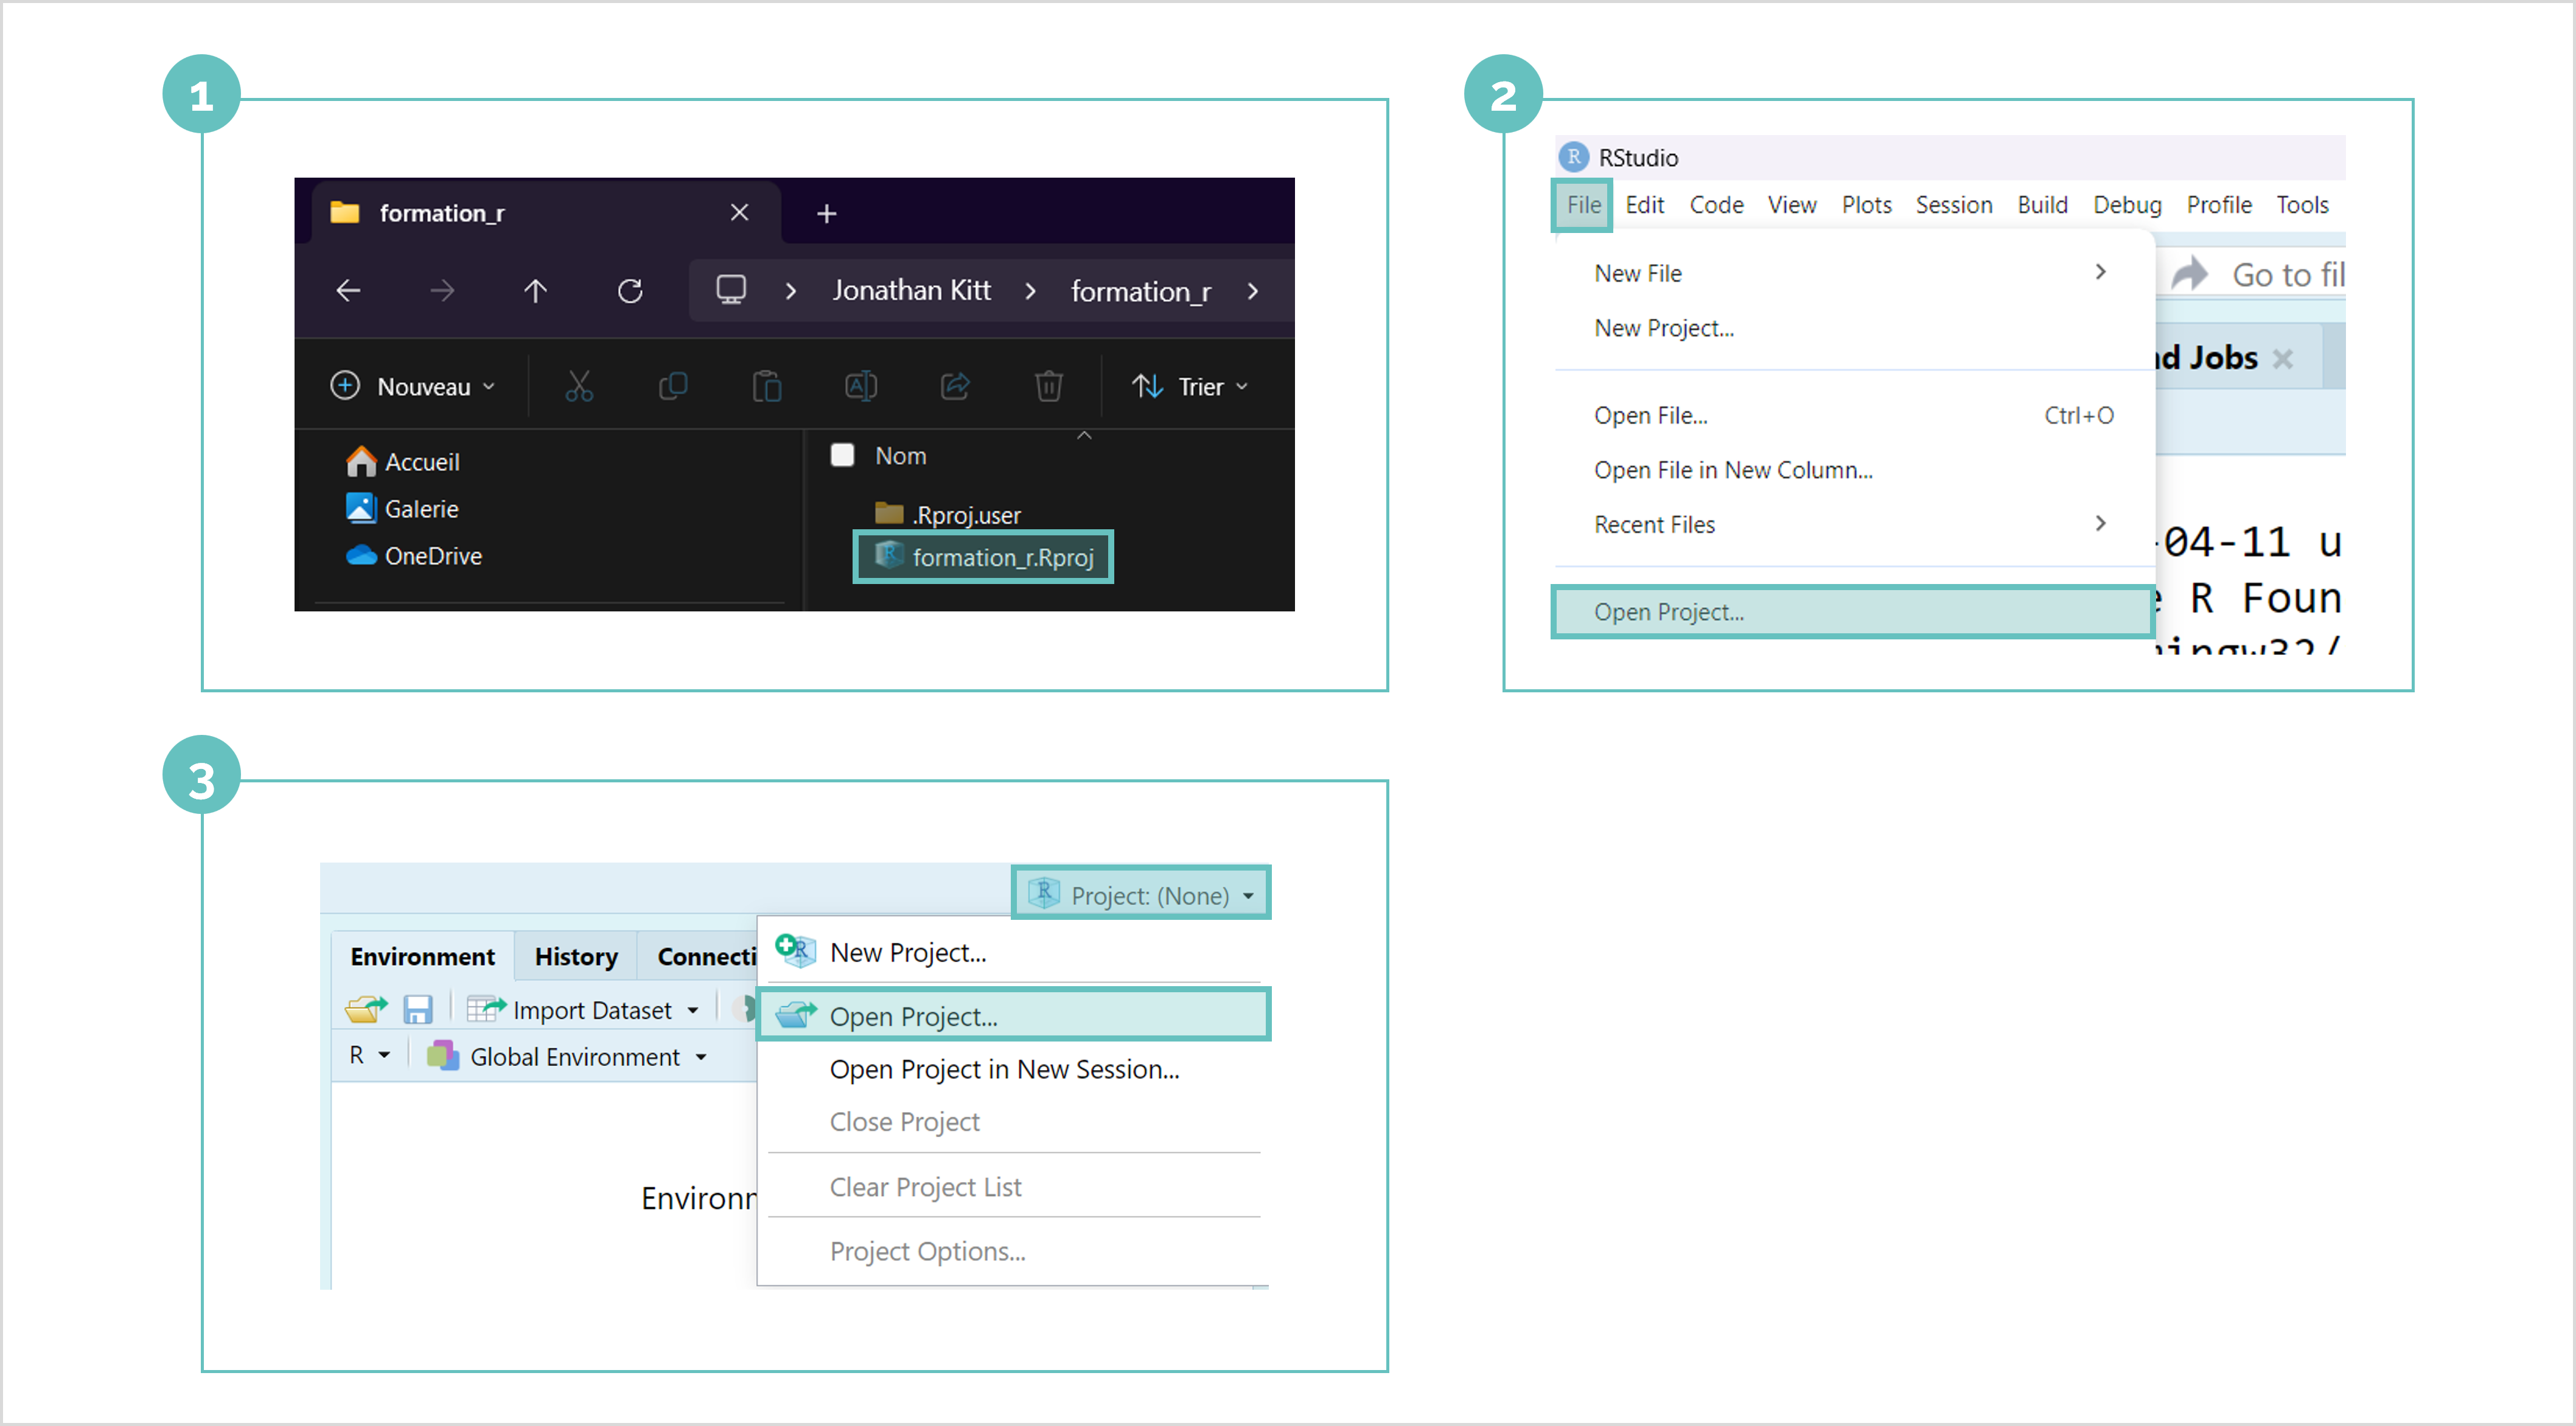 1
formation_r
Jonathan Kitt > formation_r >
Nouveau
Trier
Accueil
Galerie
OneDrive
Nom
.Rproj.user
formation_r.Rproj
2
RStudio
File Edit Code View Plots Session Build Debug Profile Tools
New File
New Project...
Open File... Ctrl+O
Open File in New Column...
Recent Files
Open Project...
Go to fil
d Jobs
-04-11 u
R Foun
mingw32/
3
Project: (None)
Environment History Connecti
Import Dataset
R Global Environment
Environ
New Project...
Open Project...
Open Project in New Session...
Close Project
Clear Project List
Project Options...